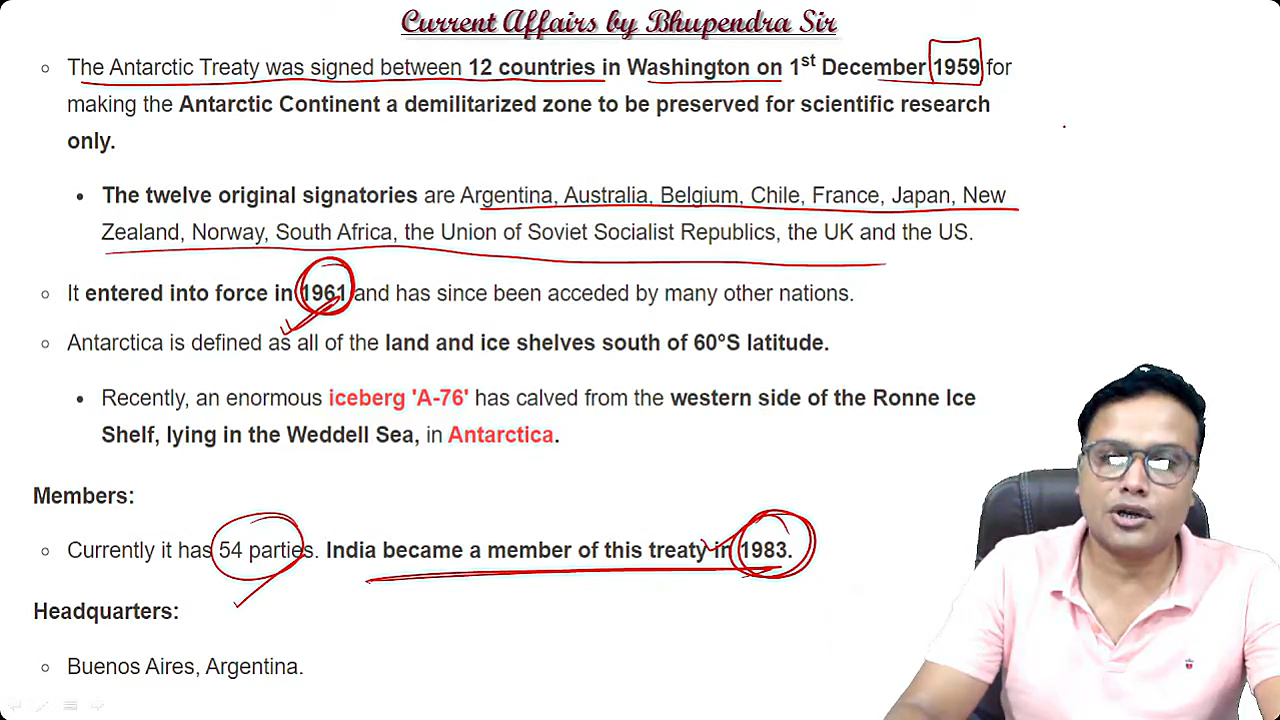 Current Affairs by Bhupendra Sir
The Antarctic Treaty was signed between 12 countries in Washington on 1st December 1959 for
making the Antarctic Continent a demilitarized zone to be preserved for scientific research
only.
The twelve original signatories are Argentina, Australia, Belgium, Chile, France, Japan, New
Zealand, Norway, South Africa, the Union of Soviet Socialist Republics, the UK and the US.
It entered into force in 1961 and has since been acceded by many other nations.
Antarctica is defined as all of the land and ice shelves south of 60°S latitude.
Recently, an enormous iceberg 'A-76' has calved from the western side of the Ronne Ice
Shelf, lying in the Weddell Sea, in Antarctica.
Members:
Currently it has 54 parties. India became a member of this treaty in 1983.
Headquarters:
Buenos Aires, Argentina.